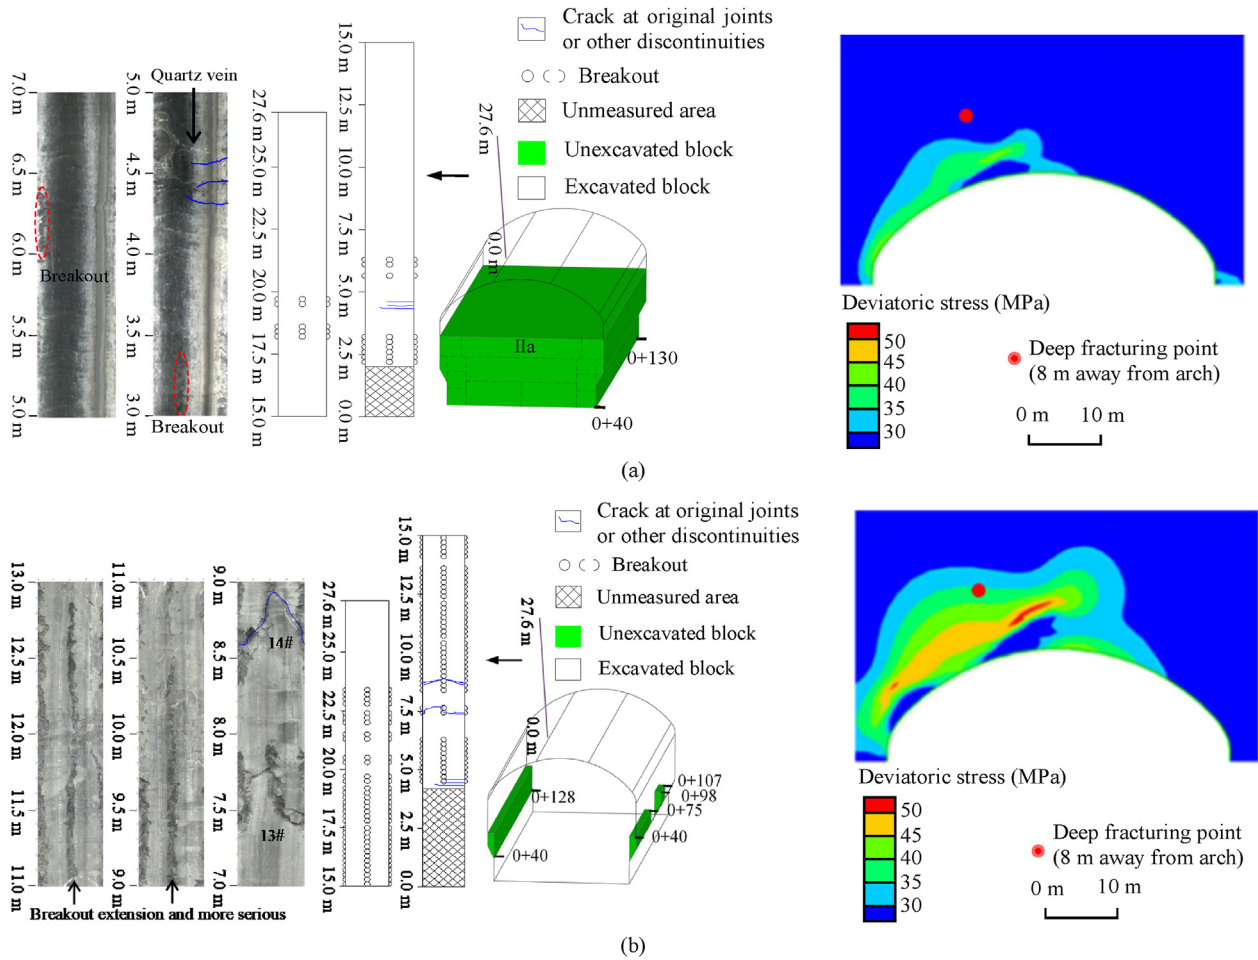 7.0 m
6.5 m
6.0 m
5.5 m
5.0 m
Breakout
Quartz vein
5.0 m
4.5 m
4.0 m
3.5 m
3.0 m
Breakout
27.6 m
25.0 m
22.5 m
20.0 m
17.5 m
15.0 m
15.0 m
12.5 m
10.0 m
7.5 m
5.0 m
2.5 m
0.0 m
Crack at original joints
or other discontinuities
Breakout
Unmeasured area
Unexcavated block
Excavated block
27.6 m
0.0 m
IIa
0+130
0+40
Deviatoric stress (MPa)
50
45
40
35
30
Deep fracturing point
(8 m away from arch)
0 m 10 m
(a)
13.0 m
12.5 m
12.0 m
11.5 m
11.0 m
11.0 m
10.5 m
10.0 m
9.5 m
9.0 m
9.0 m
8.5 m
8.0 m
7.5 m
7.0 m
14#
13#
Breakout extension and more serious
27.6 m
25.0 m
22.5 m
20.0 m
17.5 m
15.0 m
15.0 m
12.5 m
10.0 m
7.5 m
5.0 m
2.5 m
0.0 m
Crack at original joints
or other discontinuities
Breakout
Unmeasured area
Unexcavated block
Excavated block
27.6 m
0.0 m
0+128
0+40
0+107
0+98
0+75
0+40
Deviatoric stress (MPa)
50
45
40
35
30
Deep fracturing point
(8 m away from arch)
0 m 10 m
(b)